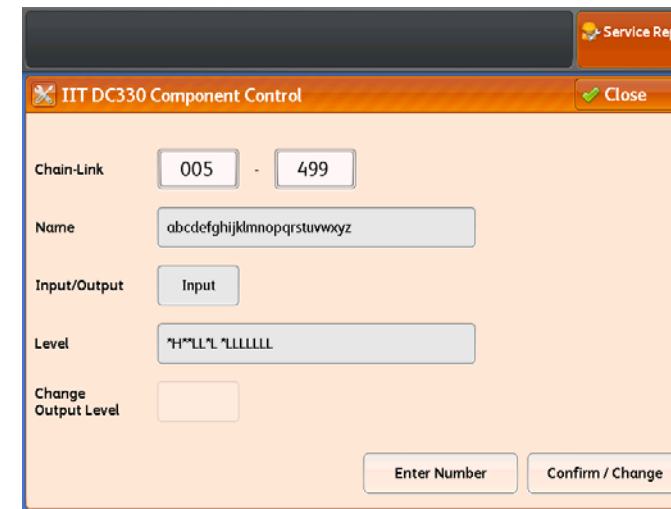 Service Rep
IIT DC330 Component Control
Close
Chain-Link 005 - 499
Name abcdefghijklmnopqrstuvwxyz
Input/Output Input
Level *H**LL*L *LLLLLLL
Change
Output Level
Enter Number Confirm / Change